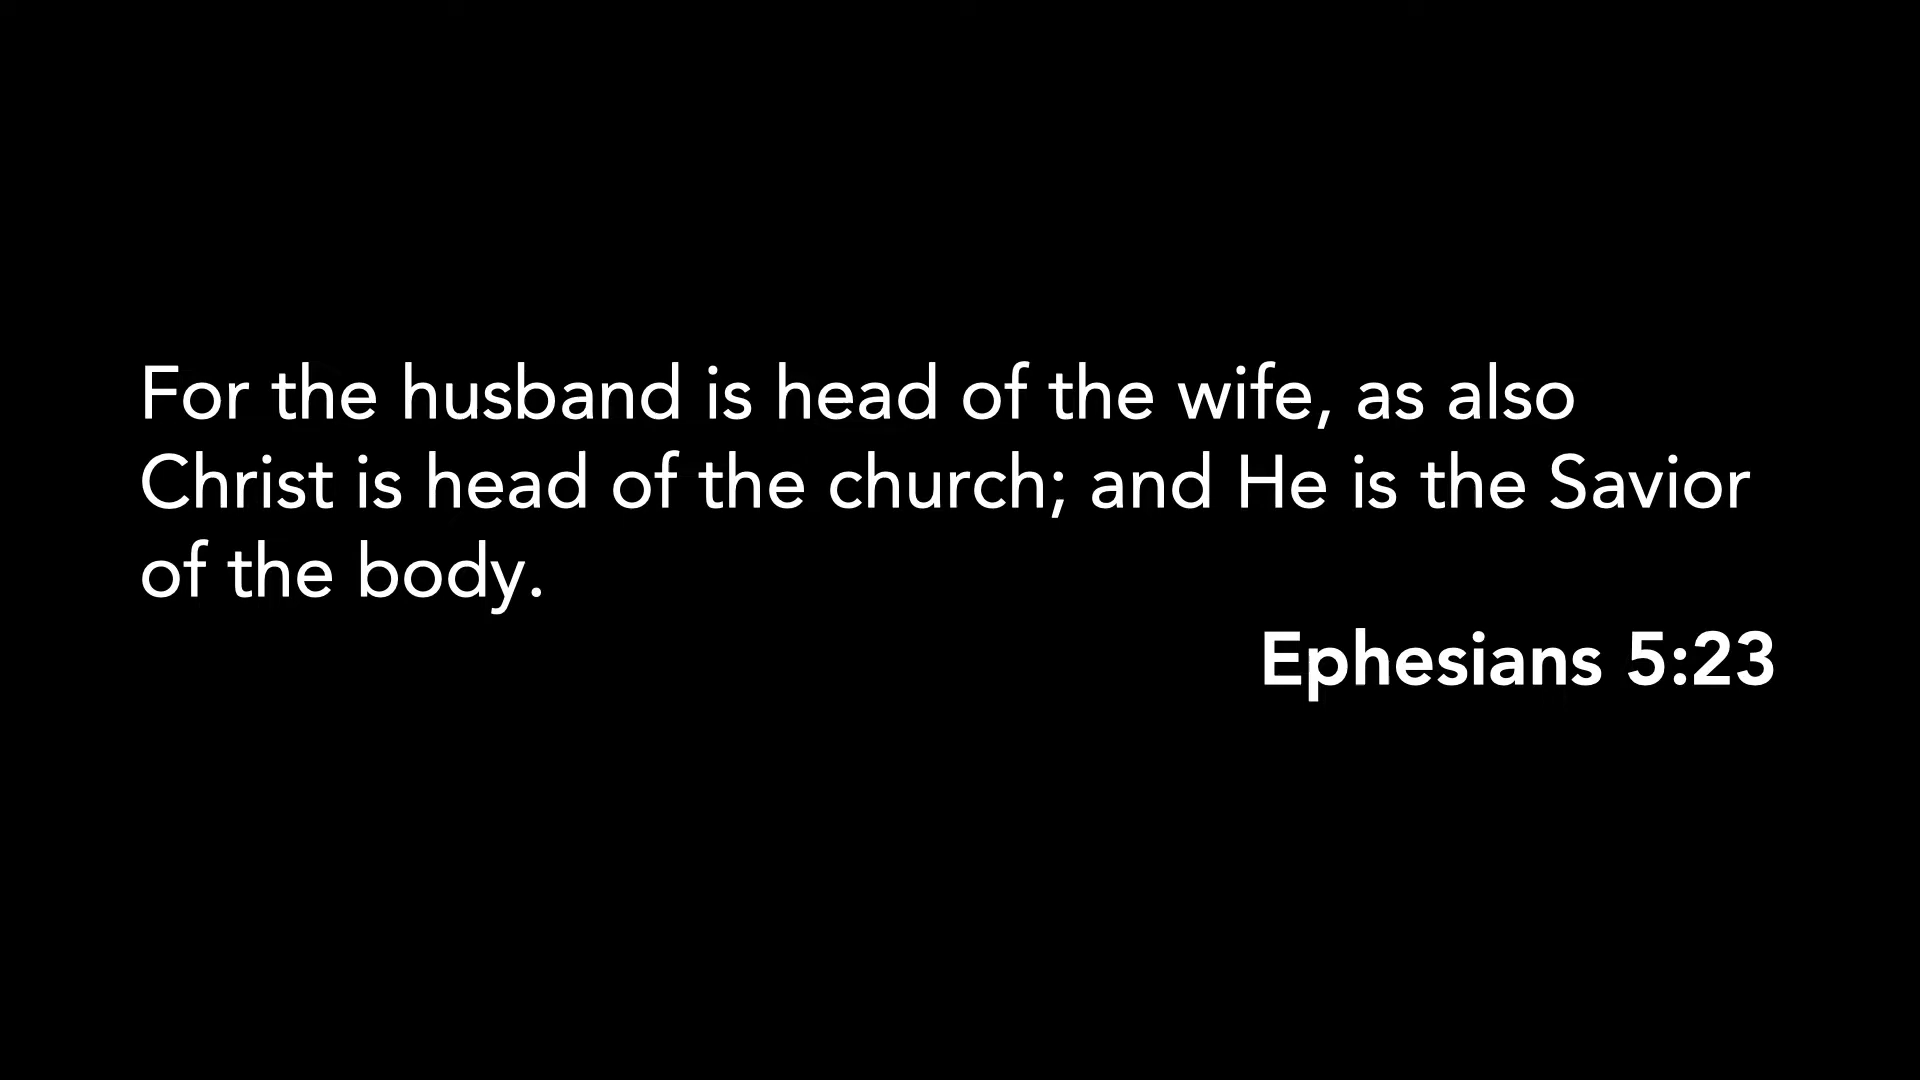 For the husband is head of the wife, as also
Christ is head of the church; and He is the Savior
of the body.
Ephesians 5:23